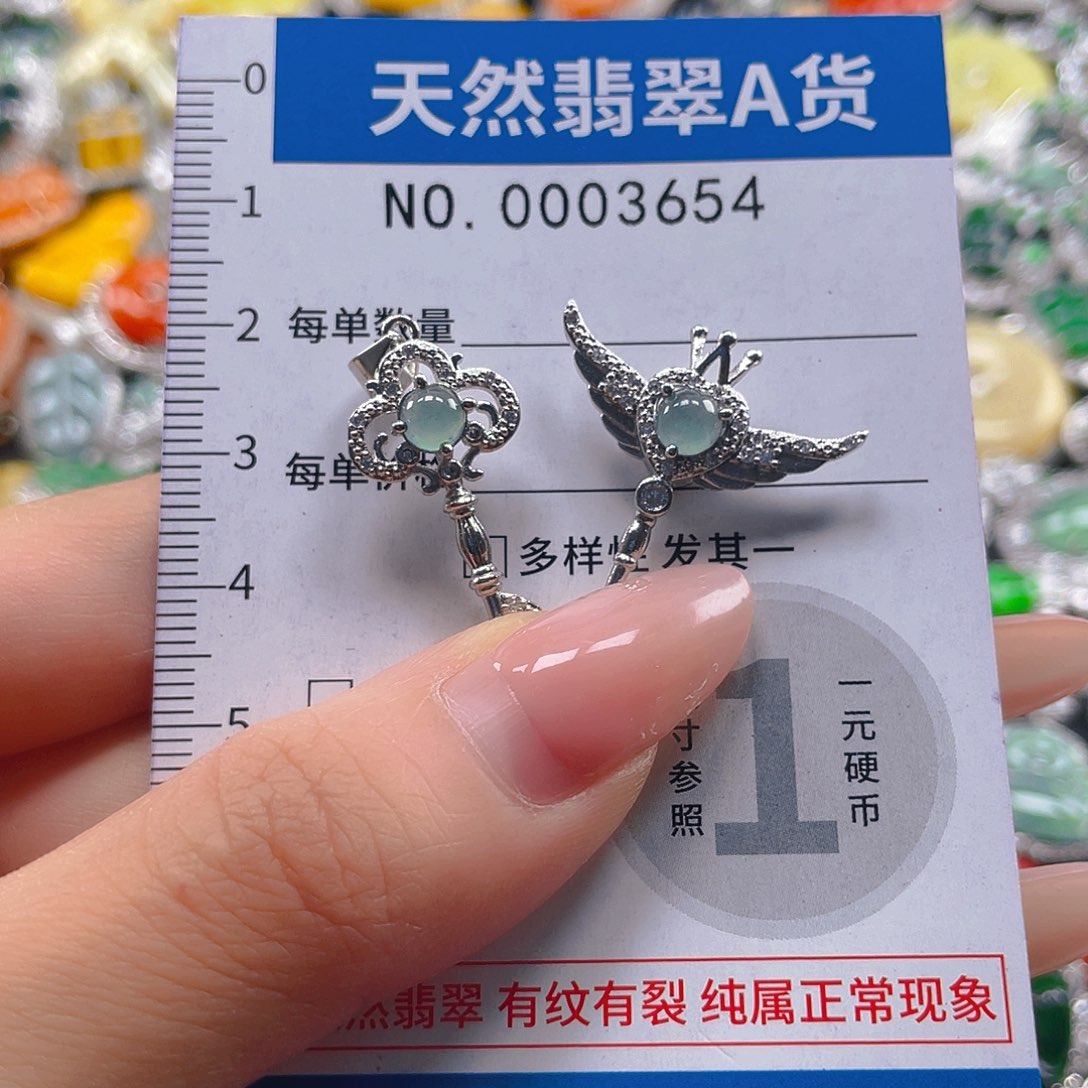 天然翡翠A货
NO. 0003654
0
1
2
3
4
5
每单数量
每单
多样性 发其一
1
一元硬币
寸参照
然翡翠 有纹有裂 纯属正常现象